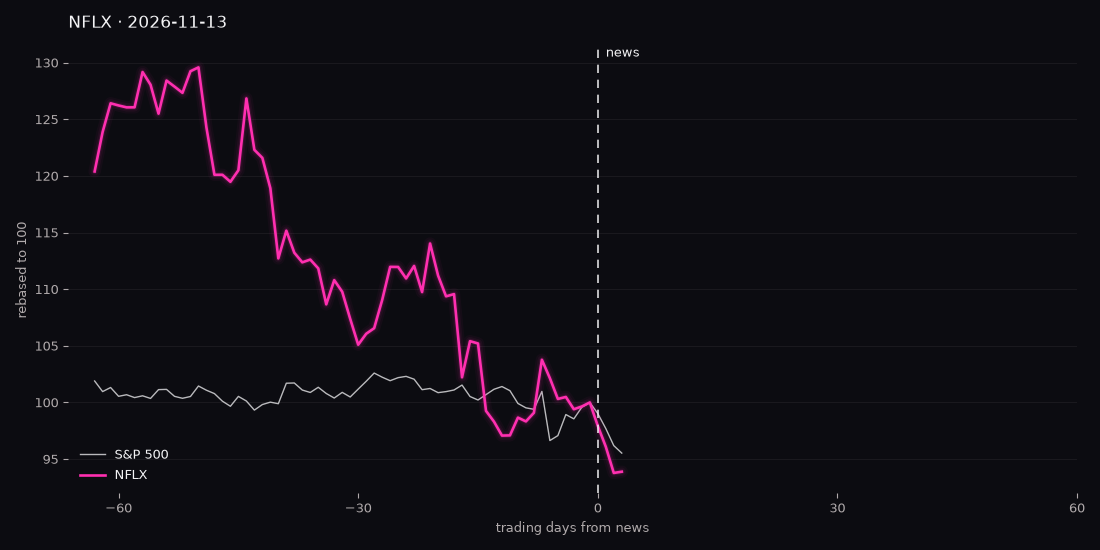 NFLX · 2026-11-13
news
130
125
120
115
110
105
100
95
rebased to 100
S&P 500
NFLX
−60
−30
0
30
60
trading days from news